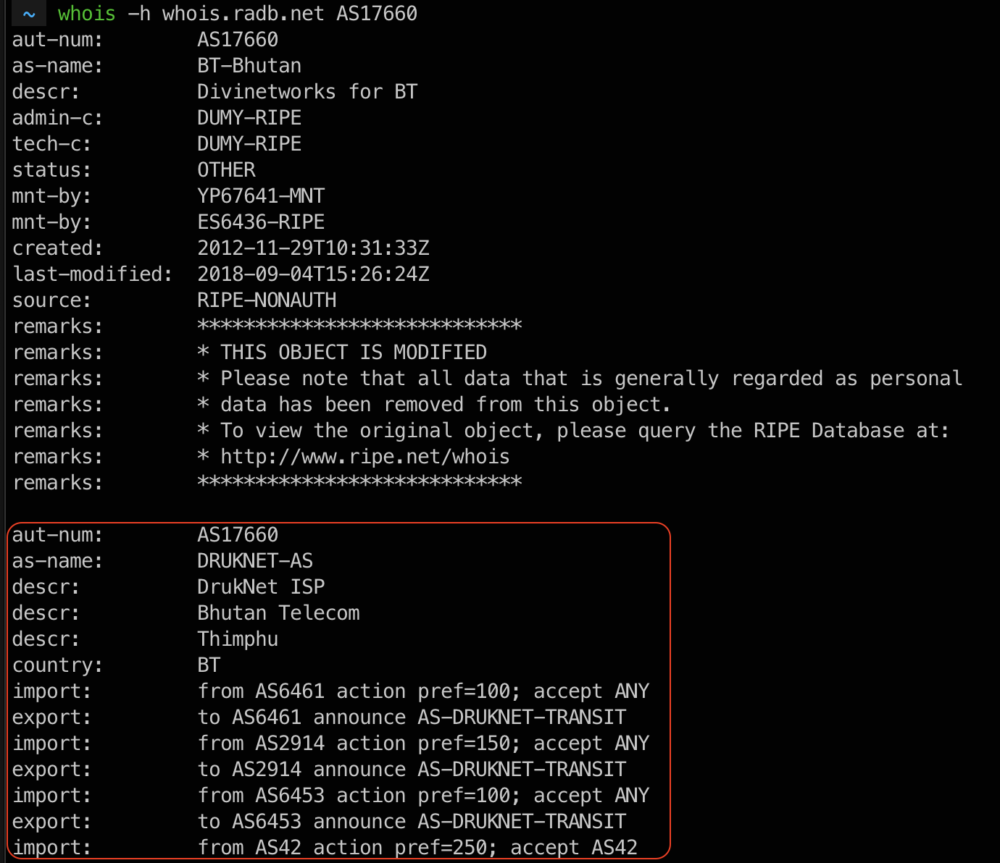 ~ whois -h whois.radb.net AS17660
aut-num:        AS17660
as-name:        BT-Bhutan
descr:          Divinetworks for BT
admin-c:        DUMY-RIPE
tech-c:         DUMY-RIPE
status:         OTHER
mnt-by:         YP67641-MNT
mnt-by:         ES6436-RIPE
created:        2012-11-29T10:31:33Z
last-modified:  2018-09-04T15:26:24Z
source:         RIPE-NONAUTH
remarks:        ****************************
remarks:        * THIS OBJECT IS MODIFIED
remarks:        * Please note that all data that is generally regarded as personal
remarks:        * data has been removed from this object.
remarks:        * To view the original object, please query the RIPE Database at:
remarks:        * http://www.ripe.net/whois
remarks:        ****************************
aut-num:        AS17660
as-name:        DRUKNET-AS
descr:          DrukNet ISP
descr:          Bhutan Telecom
descr:          Thimphu
country:        BT
import:         from AS6461 action pref=100; accept ANY
export:         to AS6461 announce AS-DRUKNET-TRANSIT
import:         from AS2914 action pref=150; accept ANY
export:         to AS2914 announce AS-DRUKNET-TRANSIT
import:         from AS6453 action pref=100; accept ANY
export:         to AS6453 announce AS-DRUKNET-TRANSIT
import:         from AS42 action pref=250; accept AS42